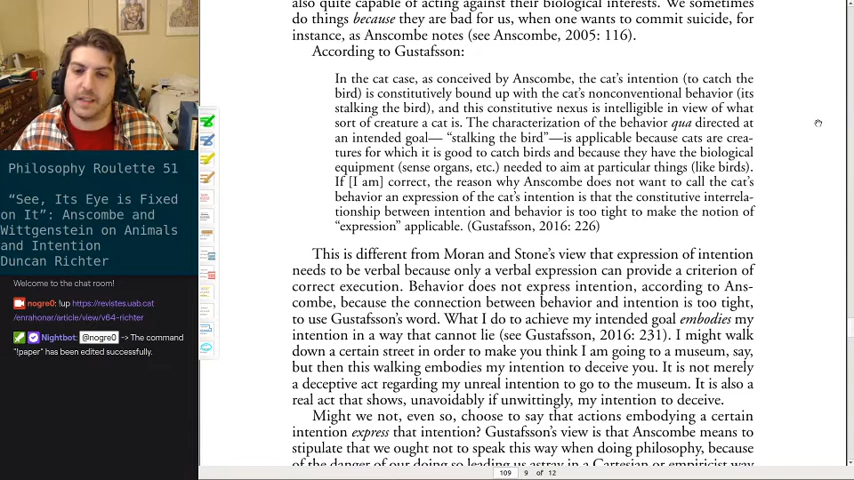 also quite capable of acting against their biological interests. We sometimes
do things because they are bad for us, when one wants to commit suicide, for
instance, as Anscombe notes (see Anscombe, 2005: 116).
According to Gustafsson:
In the cat case, as conceived by Anscombe, the cat's intention (to catch the
bird) is constitutively bound up with the cat's nonconventional behavior (its
stalking the bird), and this constitutive nexus is intelligible in view of what
sort of creature a cat is. The characterization of the behavior qua directed at
an intended goal— “stalking the bird”—is applicable because cats are crea-
tures for which it is good to catch birds and because they have the biological
equipment (sense organs, etc.) needed to aim at particular things (like birds).
If [I am] correct, the reason why Anscombe does not want to call the cat's
behavior an expression of the cat's intention is that the constitutive interrela-
tionship between intention and behavior is too tight to make the notion of
“expression” applicable. (Gustafsson, 2016: 226)
This is different from Moran and Stone's view that expression of intention
needs to be verbal because only a verbal expression can provide a criterion of
correct execution. Behavior does not express intention, according to Ans-
combe, because the connection between behavior and intention is too tight,
to use Gustafsson's word. What I do to achieve my intended goal embodies my
intention in a way that cannot lie (see Gustafsson, 2016: 231). I might walk
down a certain street in order to make you think I am going to a museum, say,
but then this walking embodies my intention to deceive you. It is not merely
a deceptive act regarding my unreal intention to go to the museum. It is also a
real act that shows, unavoidably if unwittingly, my intention to deceive.
Might we not, even so, choose to say that actions embodying a certain
intention express that intention? Gustafsson's view is that Anscombe means to
stipulate that we ought not to speak this way when doing philosophy, because
of the danger of our doing so leading us astray in a Cartesian or empiricist way
109 9 of 12
Philosophy Roulette 51
“See, Its Eye is Fixed
on It”: Anscombe and
Wittgenstein on Animals
and Intention
Duncan Richter
Welcome to the chat room!
nogre0: !up https://revistes.uab.cat
/enrahonar/article/view/v64-richter
Nightbot: @nogre0 -> The command
"!paper" has been edited successfully.